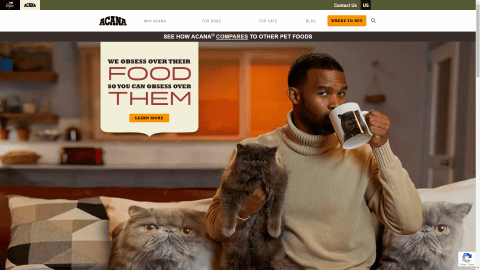 ACANA
Contact Us
US
ACANA
WHY ACANA
FOR DOGS
FOR CATS
BLOG
WHERE TO BUY
SEE HOW ACANA® COMPARES TO OTHER PET FOODS
WE OBSESS OVER THEIR
FOOD
SO YOU CAN OBSESS OVER
THEM
LEARN MORE